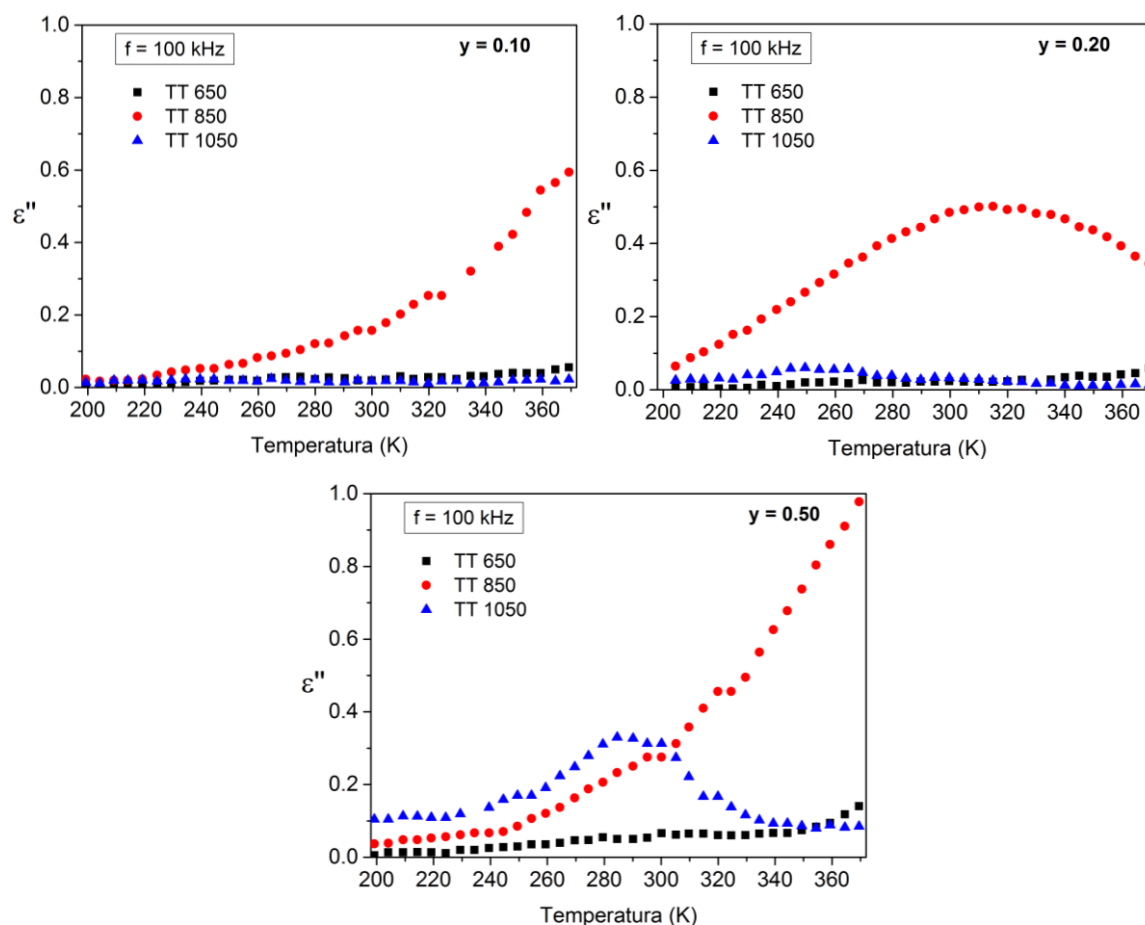 1.0
f = 100 kHz
y = 0.10
0.8
TT 650
TT 850
TT 1050
0.6
ε"
0.4
0.2
0.0
200 220 240 260 280 300 320 340 360
Temperatura (K)
1.0
f = 100 kHz
y = 0.20
0.8
TT 650
TT 850
TT 1050
0.6
ε"
0.4
0.2
0.0
200 220 240 260 280 300 320 340 360
Temperatura (K)
1.0
f = 100 kHz
y = 0.50
0.8
TT 650
TT 850
TT 1050
0.6
ε"
0.4
0.2
0.0
200 220 240 260 280 300 320 340 360
Temperatura (K)